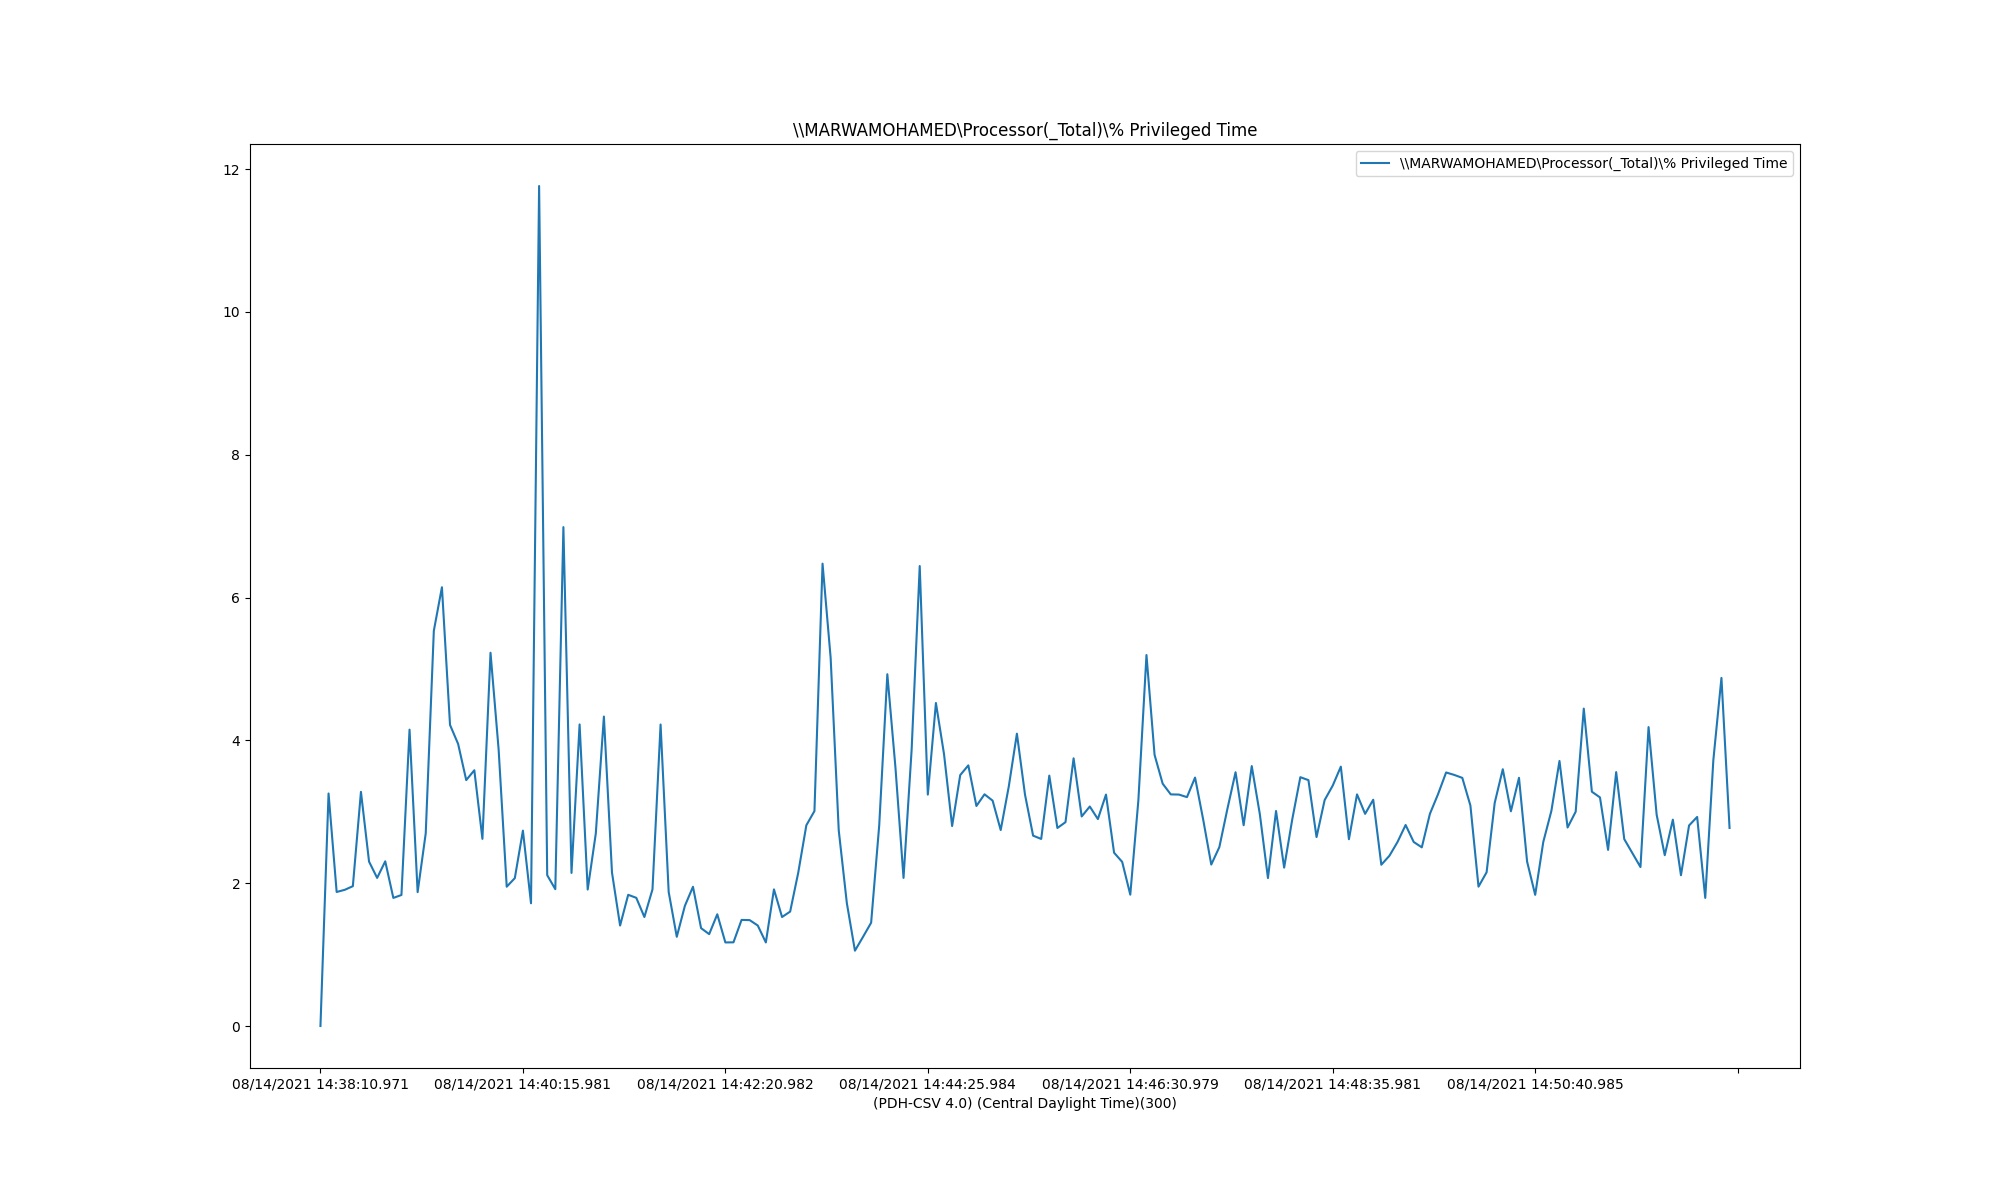 \\MARWAMOHAMED\Processor(_Total)\% Privileged Time
\\MARWAMOHAMED\Processor(_Total)\% Privileged Time
12
10
8
6
4
2
0
08/14/2021 14:38:10.971 08/14/2021 14:40:15.981 08/14/2021 14:42:20.982 08/14/2021 14:44:25.984 08/14/2021 14:46:30.979 08/14/2021 14:48:35.981 08/14/2021 14:50:40.985
(PDH-CSV 4.0) (Central Daylight Time)(300)